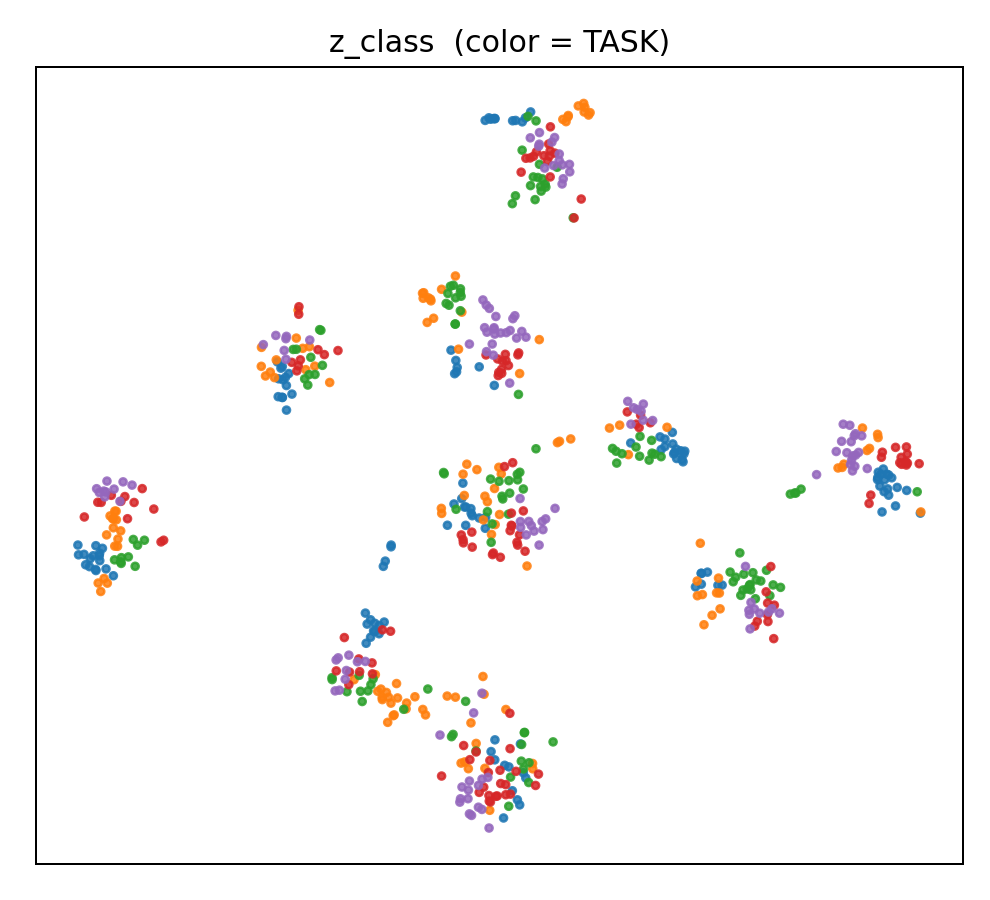 z_class  (color = TASK)